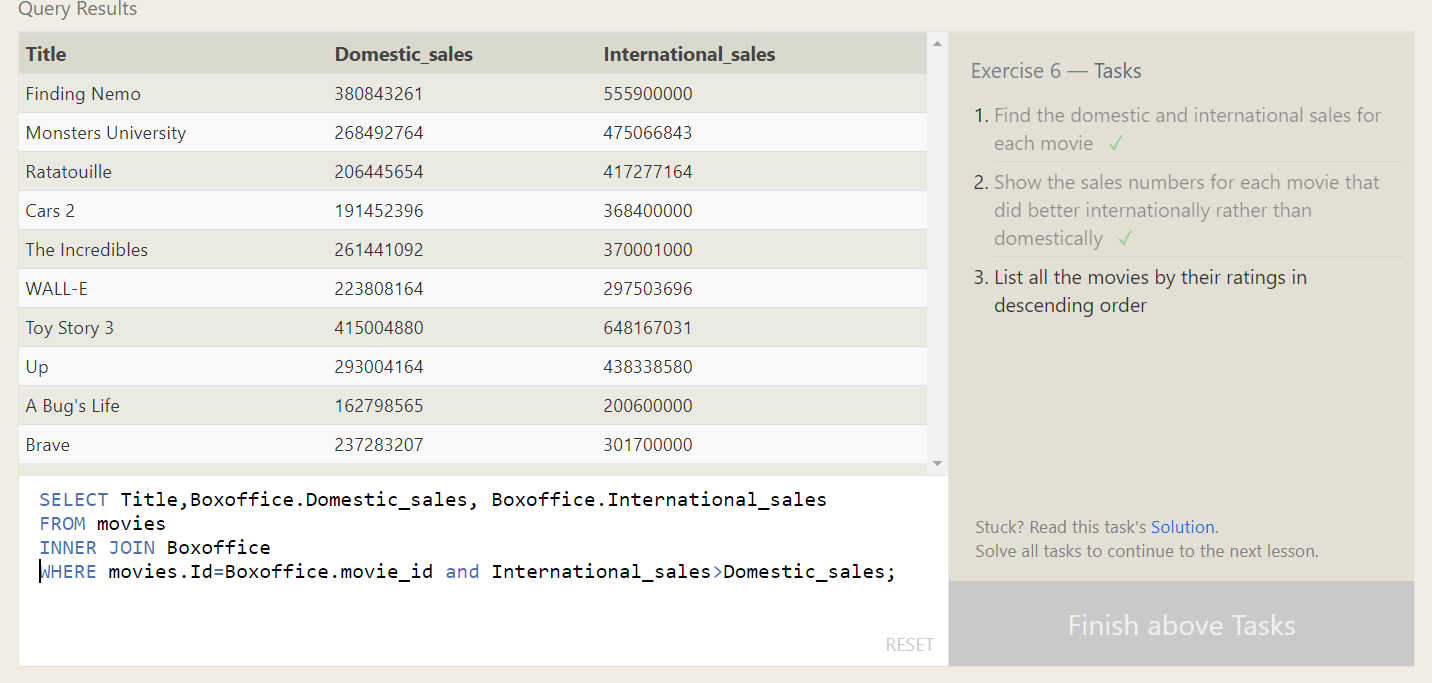 Query Results
Title Domestic_sales International_sales
Finding Nemo 380843261 555900000
Monsters University 268492764 475066843
Ratatouille 206445654 417277164
Cars 2 191452396 368400000
The Incredibles 261441092 370001000
WALL-E 223808164 297503696
Toy Story 3 415004880 648167031
Up 293004164 438338580
A Bug's Life 162798565 200600000
Brave 237283207 301700000
SELECT Title,Boxoffice.Domestic_sales, Boxoffice.International_sales
FROM movies
INNER JOIN Boxoffice
WHERE movies.Id=Boxoffice.movie_id and International_sales>Domestic_sales;
RESET
Exercise 6 — Tasks
1. Find the domestic and international sales for
each movie ✓
2. Show the sales numbers for each movie that
did better internationally rather than
domestically ✓
3. List all the movies by their ratings in
descending order
Stuck? Read this task's Solution.
Solve all tasks to continue to the next lesson.
Finish above Tasks